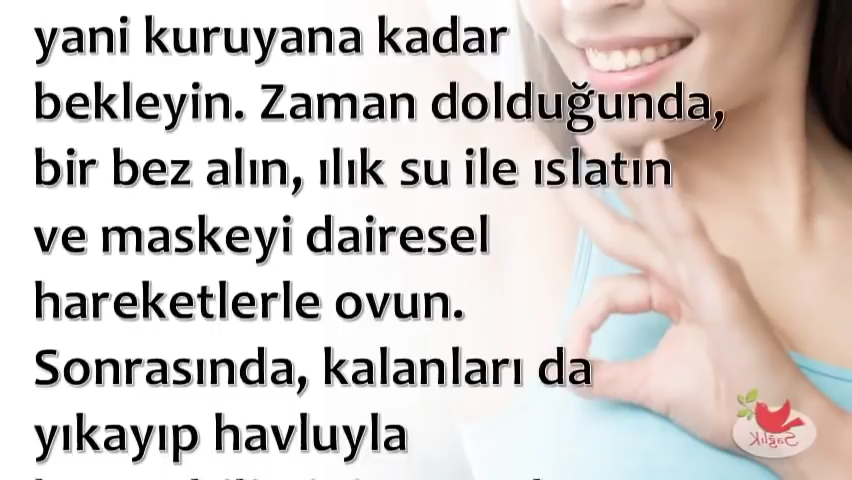 yani kuruyana kadar
bekleyin. Zaman dolduğunda,
bir bez alın, ılık su ile ıslatın
ve maskeyi dairesel
hareketlerle ovun.
Sonrasında, kalanları da
yıkayıp havluyla
Sağlık